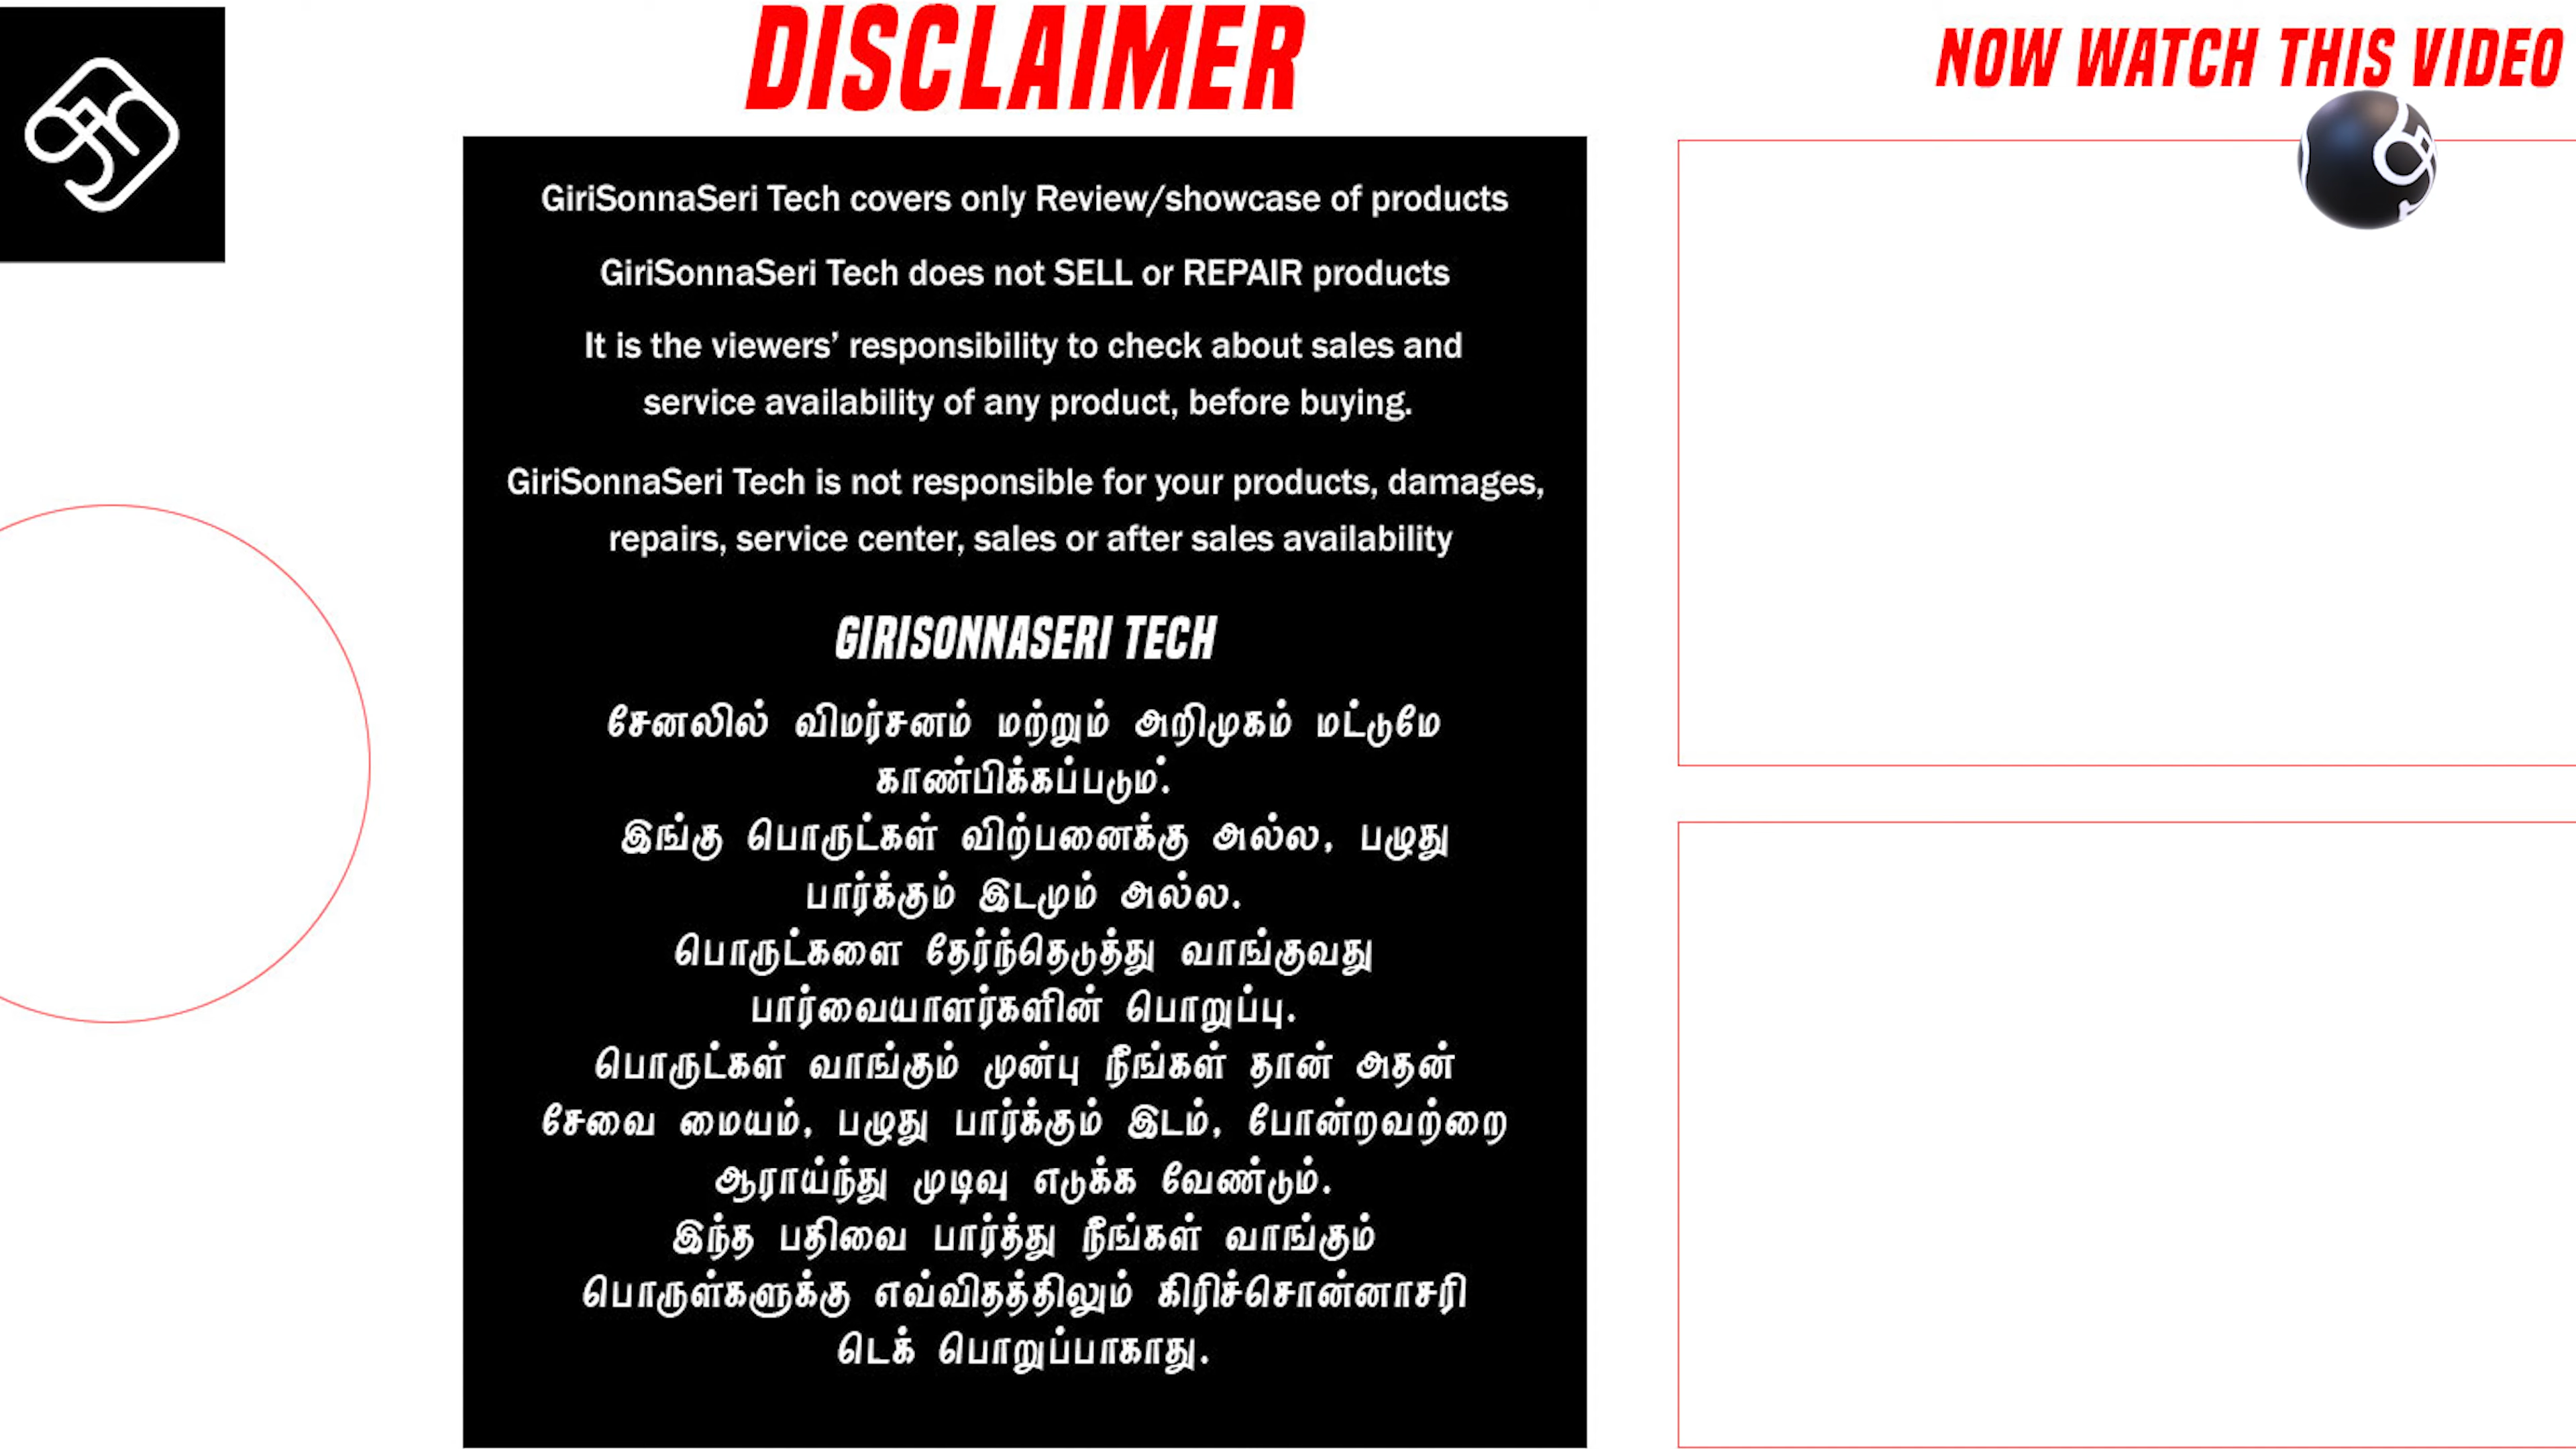 DISCLAIMER
NOW WATCH THIS VIDEO
GiriSonnaSeri Tech covers only Review/showcase of products
GiriSonnaSeri Tech does not SELL or REPAIR products
It is the viewers’ responsibility to check about sales and
service availability of any product, before buying.
GiriSonnaSeri Tech is not responsible for your products, damages,
repairs, service center, sales or after sales availability
GIRISONNASERI TECH
சேனலில் விமர்சனம் மற்றும் அறிமுகம் மட்டுமே
காண்பிக்கப்படும்.
இங்கு பொருட்கள் விற்பனைக்கு அல்ல, பழுது
பார்க்கும் இடமும் அல்ல.
பொருட்களை தேர்ந்தெடுத்து வாங்குவது
பார்வையாளர்களின் பொறுப்பு.
பொருட்கள் வாங்கும் முன்பு நீங்கள் தான் அதன்
சேவை மையம், பழுது பார்க்கும் இடம், போன்றவற்றை
ஆராய்ந்து முடிவு எடுக்க வேண்டும்.
இந்த பதிவை பார்த்து நீங்கள் வாங்கும்
பொருள்களுக்கு எவ்விதத்திலும் கிரிச்சொன்னாசரி
டெக் பொறுப்பாகாது.